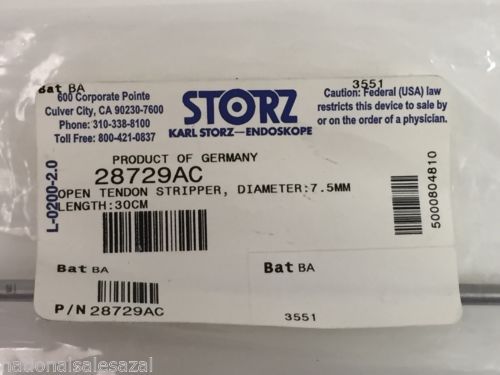 Bat BA
3551
600 Corporate Pointe
Culver City, CA 90230-7600
Phone: 310-338-8100
Toll Free: 800-421-0837
STORZ
KARL STORZ—ENDOSKOPE
Caution: Federal (USA) law
restricts this device to sale by
or on the order of a physician.
L-0200-2.0
PRODUCT OF GERMANY
28729AC
OPEN TENDON STRIPPER, DIAMETER:7.5MM
LENGTH:30CM
5000804810
Bat BA
Bat BA
P/N 28729AC
3551
nationalsalesazal